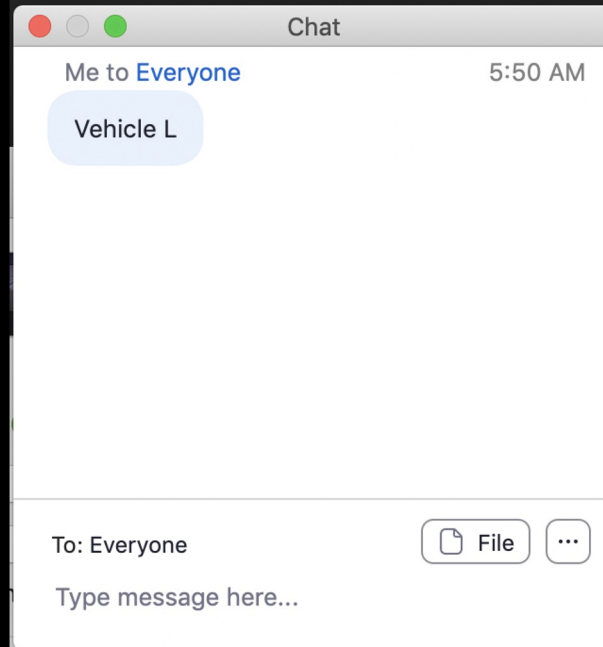 Chat
Me to Everyone 5:50 AM
Vehicle L
To: Everyone File ...
Type message here...